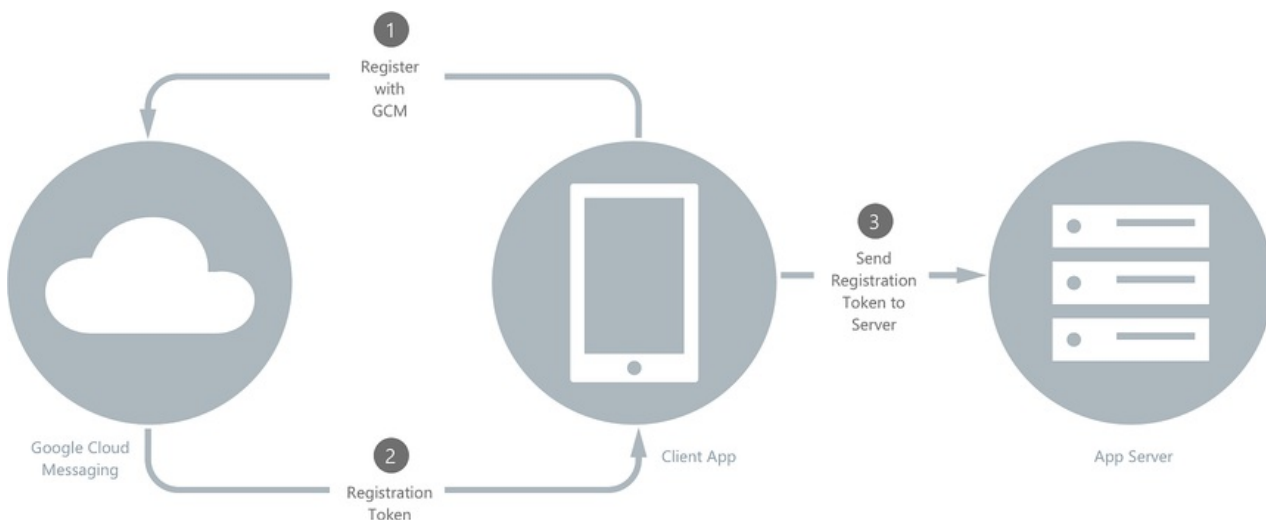 1
Register
with
GCM
3
Send
Registration
Token to
Server
Google Cloud
Messaging
2
Registration
Token
Client App
App Server